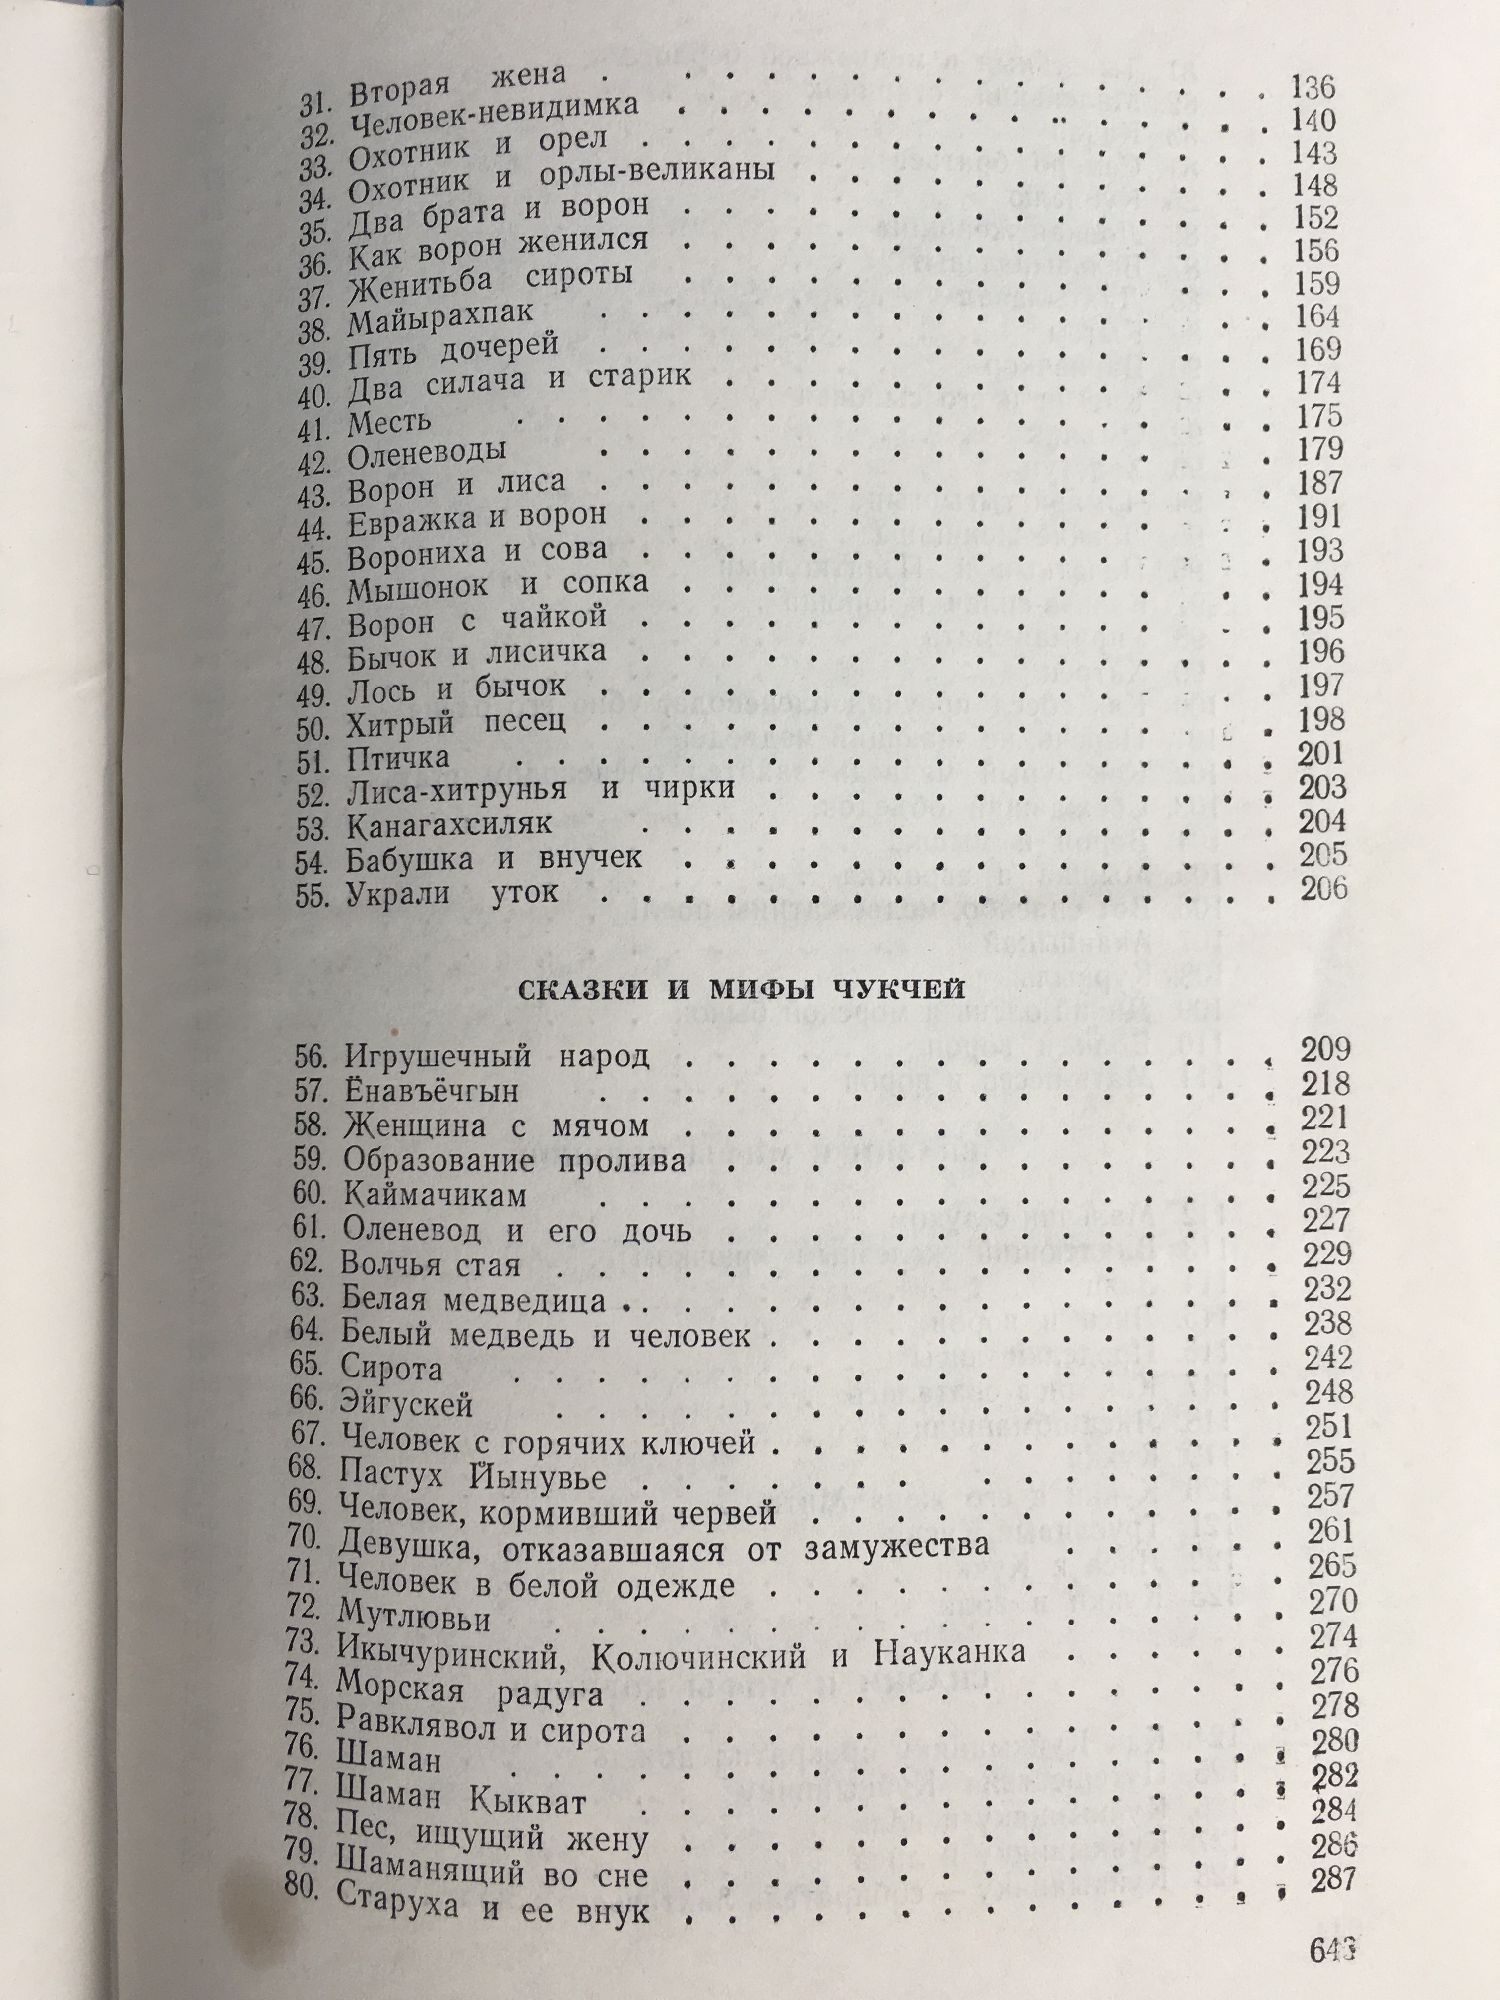 31. Вторая жена . . . . . . . . . . . . . . . 136
32. Человек-невидимка . . . . . . . . . . . . . . . 140
33. Охотник и орел . . . . . . . . . . . . . . . . 143
34. Охотник и орлы-великаны . . . . . . . . . . . . 148
35. Два брата и ворон . . . . . . . . . . . . . . . 152
36. Как ворон женился . . . . . . . . . . . . . . . 156
37. Женитьба сироты . . . . . . . . . . . . . . 159
38. Майырахпак . . . . . . . . . . . . . . . 164
39. Пять дочерей . . . . . . . . . . . . . . . . . 169
40. Два силача и старик . . . . . . . . . . . . . . 174
41. Месть . . . . . . . . . . . . . . . . . 175
42. Оленеводы . . . . . . . . . . . . . . . 179
43. Ворон и лиса . . . . . . . . . . . . . . . . . 187
44. Евражка и ворон . . . . . . . . . . . . . . . . 191
45. Ворониха и сова . . . . . . . . . . . . . . . . 193
46. Мышонок и сопка . . . . . . . . . . . . . . 194
47. Ворон с чайкой . . . . . . . . . . . . . . . 195
48. Бычок и лисичка . . . . . . . . . . . . . . . . 196
49. Лось и бычок . . . . . . . . . . . . . . . . . 197
50. Хитрый песец . . . . . . . . . . . . . . . . . 198
51. Птичка . . . . . . . . . . . . . . . . . . . 201
52. Лиса-хитрунья и чирки . . . . . . . . . . . . . 203
53. Канагахсиляк . . . . . . . . . . . . . . . . 204
54. Бабушка и внучек . . . . . . . . . . . . . . . 205
55. Украли уток . . . . . . . . . . . . . . . . . 206
СКАЗКИ И МИФЫ ЧУКЧЕЙ
56. Игрушечный народ . . . . . . . . . . . . . . . 209
57. Ёнавъёчгын . . . . . . . . . . . . . . . . . 218
58. Женщина с мячом . . . . . . . . . . . . . . . 221
59. Образование пролива . . . . . . . . . . . . . . 223
60. Каймачикам . . . . . . . . . . . . . . . . . 225
61. Оленевод и его дочь . . . . . . . . . . . . . . 227
62. Волчья стая . . . . . . . . . . . . . . . . . . 229
63. Белая медведица . . . . . . . . . . . . . . . . 232
64. Белый медведь и человек . . . . . . . . . . . . . 238
65. Сирота . . . . . . . . . . . . . . . . . . . 242
66. Эйгускей . . . . . . . . . . . . . . . . . . 248
67. Человек с горячих ключей . . . . . . . . . . . . . 251
68. Пастух Йынувье . . . . . . . . . . . . . . . 255
69. Человек, кормивший червей . . . . . . . . . . . . 257
70. Девушка, отказавшаяся от замужества . . . . . . 261
71. Человек в белой одежде . . . . . . . . . . . . . 265
72. Мутлювьи . . . . . . . . . . . . . . . . . . 270
73. Икычуринский, Колючинский и Науканка . . . . . . 274
74. Морская радуга . . . . . . . . . . . . . . . . 276
75. Равклявол и сирота . . . . . . . . . . . . . . . 278
76. Шаман . . . . . . . . . . . . . . . . . . . 280
77. Шаман Кыкват . . . . . . . . . . . . . . . . 282
78. Пес, ищущий жену . . . . . . . . . . . . . . . 284
79. Шаманящий во сне . . . . . . . . . . . . . . . 286
80. Старуха и ее внук . . . . . . . . . . . . . . . 287
643